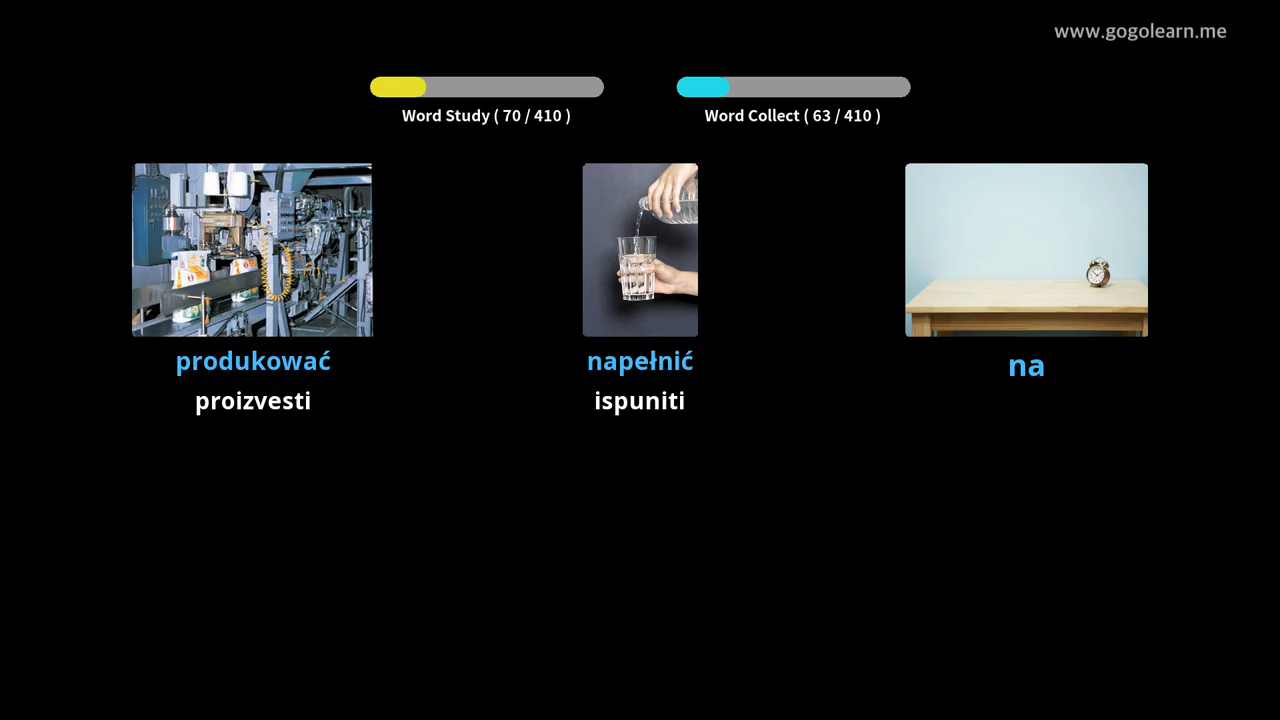 www.gogolearn.me
Word Study ( 70 / 410 )
Word Collect ( 63 / 410 )
produkować
proizvesti
napełnić
ispuniti
na